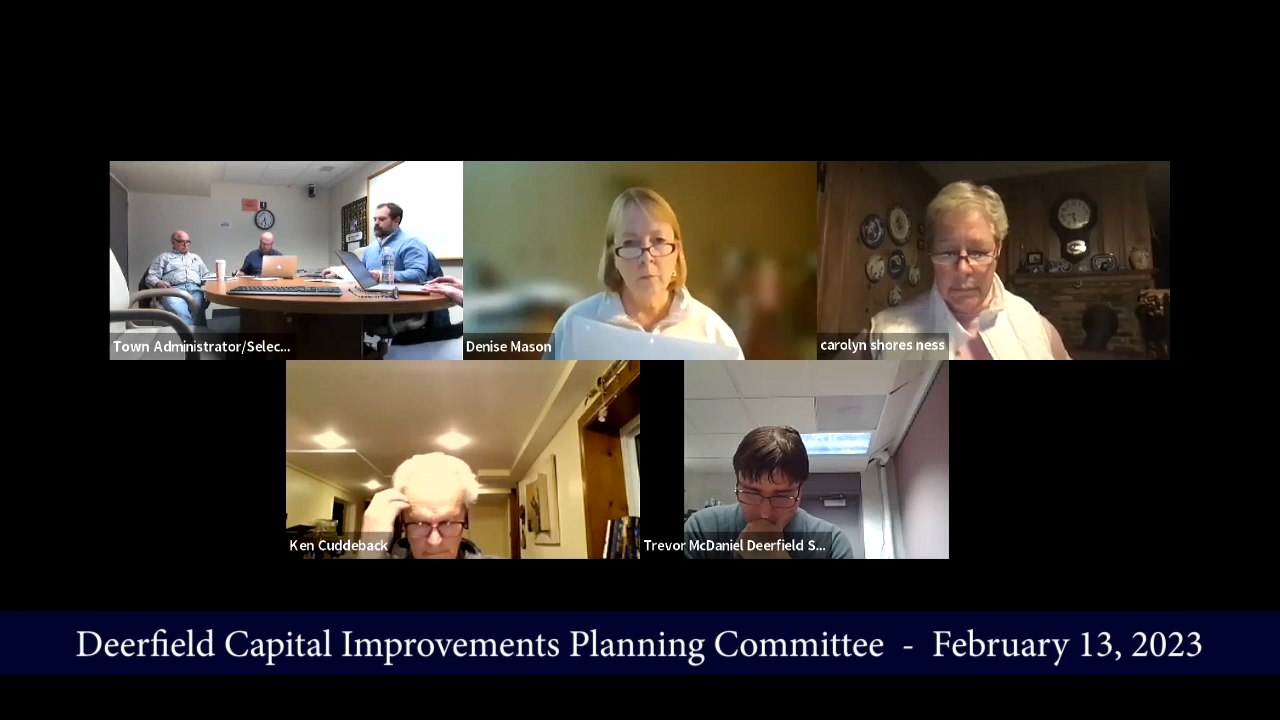 Town Administrator/Selec...
Denise Mason
carolyn shores ness
Ken Cuddeback
Trevor McDaniel Deerfield S...
Deerfield Capital Improvements Planning Committee - February 13, 2023